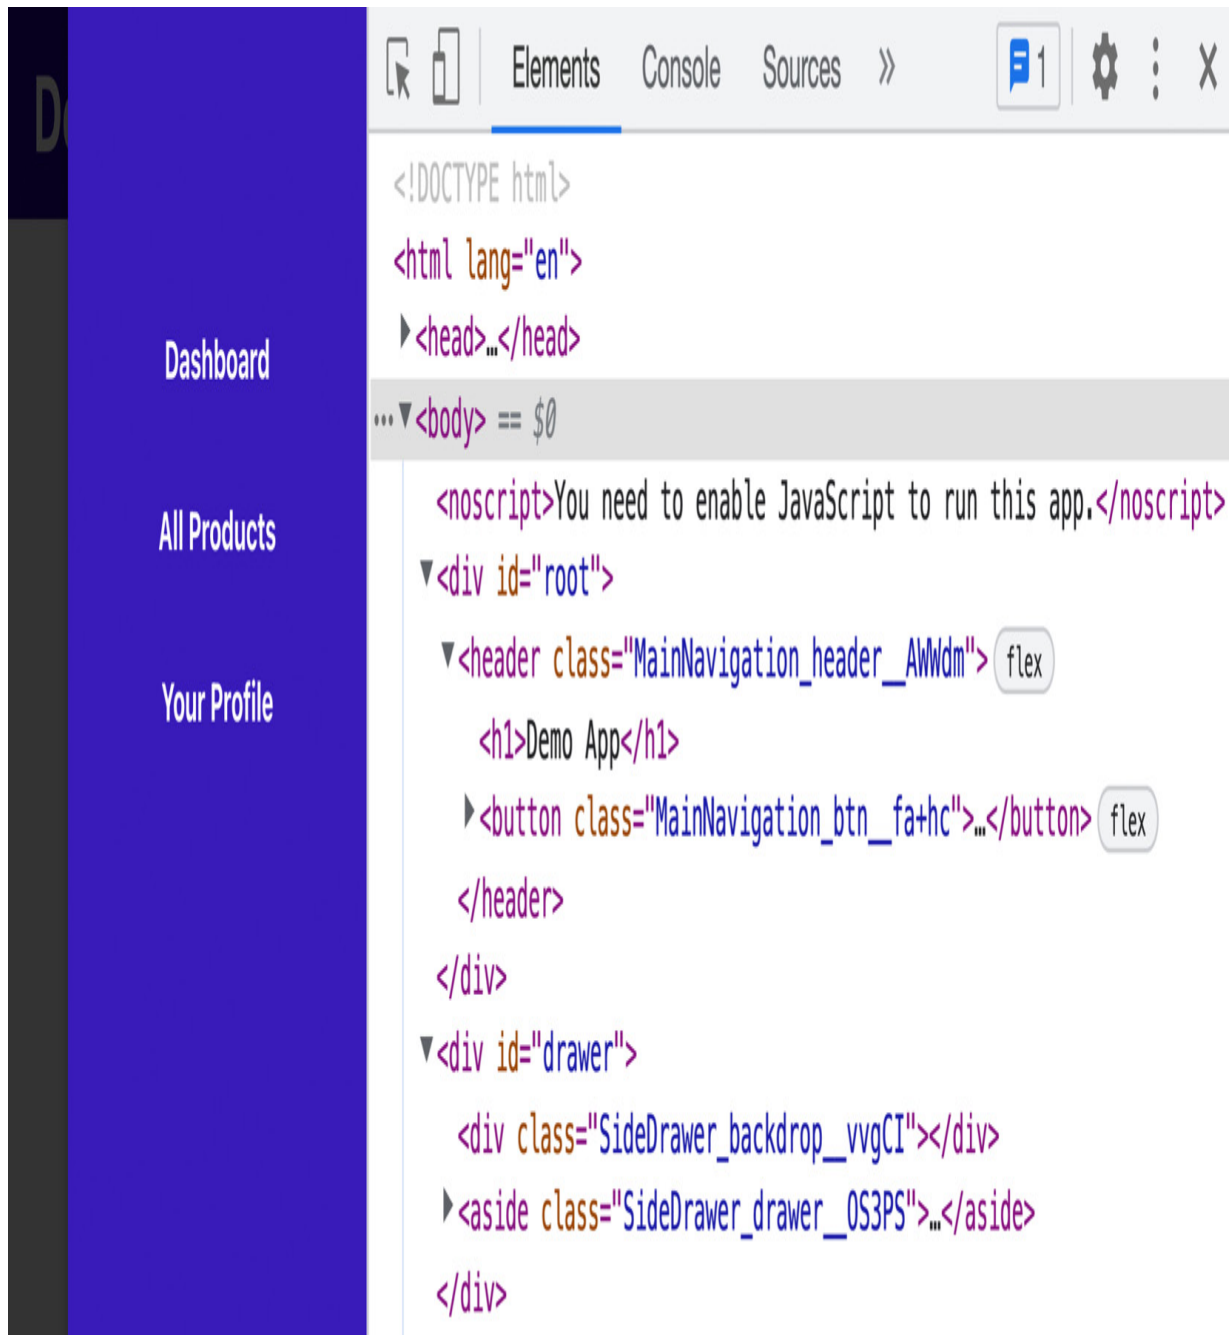 De
Dashboard
All Products
Your Profile
Elements Console Sources » 1
<!DOCTYPE html>
<html lang="en">
<head>…</head>
… <body> == $0
<noscript>You need to enable JavaScript to run this app.</noscript>
<div id="root">
<header class="MainNavigation_header__AWWdm"> flex
<h1>Demo App</h1>
<button class="MainNavigation_btn__fa+hc">…</button> flex
</header>
</div>
<div id="drawer">
<div class="SideDrawer_backdrop__vvgCI"></div>
<aside class="SideDrawer_drawer__OS3PS">…</aside>
</div>